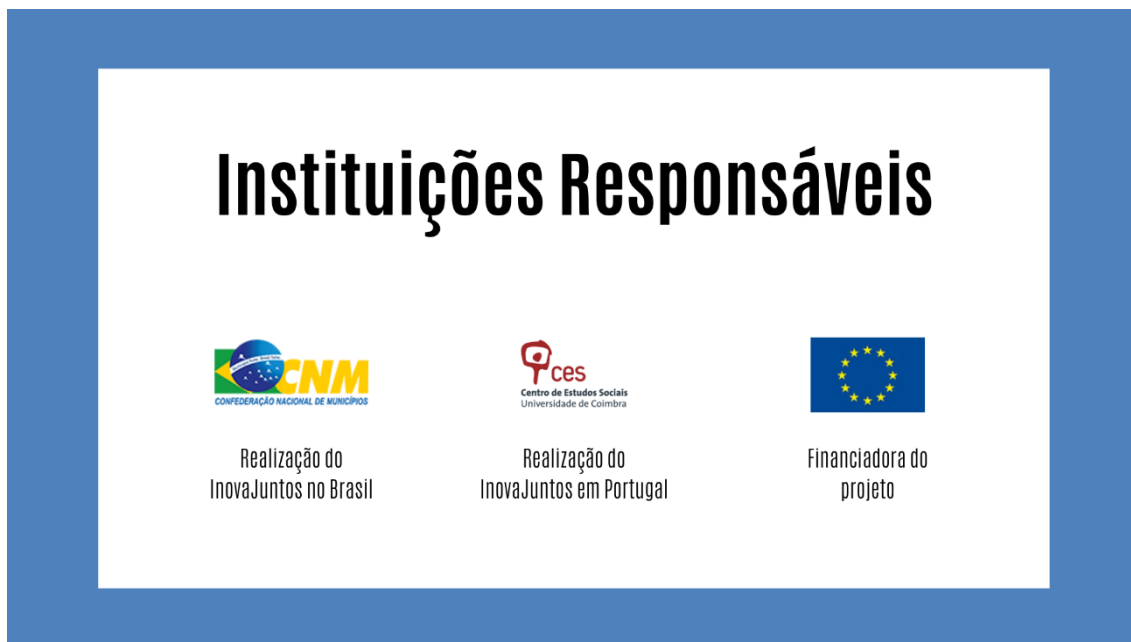 Instituições Responsáveis
CNM
CONFEDERAÇÃO NACIONAL DE MUNICÍPIOS
ces
Centro de Estudos Sociais
Universidade de Coimbra
Realização do
InovaJuntos no Brasil
Realização do
InovaJuntos em Portugal
Financiadora do
projeto